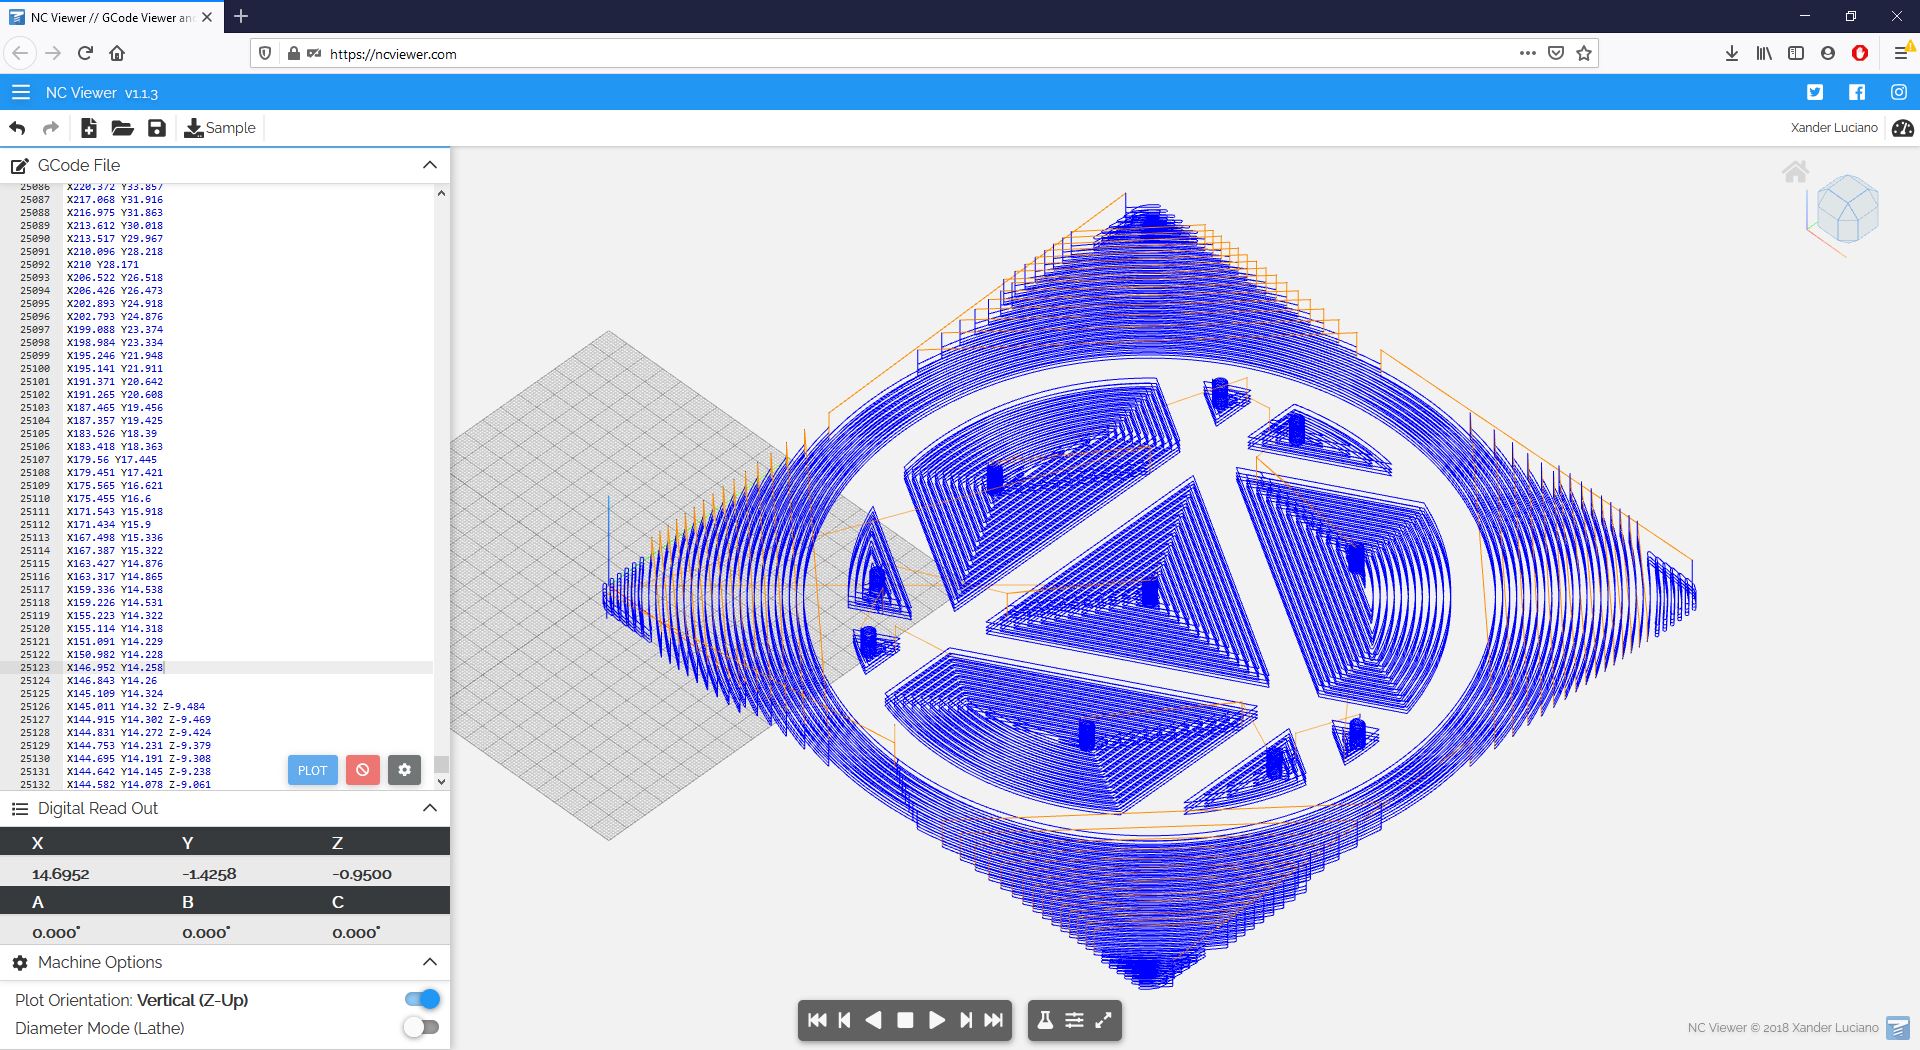 NC Viewer // GCode Viewer an
https://ncviewer.com
NC Viewer v1.1.3
Sample
Xander Luciano
GCode File
25086 X220.372 Y33.857
25087 X217.068 Y31.916
25088 X216.975 Y31.863
25089 X213.612 Y30.018
25090 X213.517 Y29.967
25091 X210.096 Y28.218
25092 X210 Y28.171
25093 X206.522 Y26.518
25094 X206.426 Y26.473
25095 X202.893 Y24.918
25096 X202.793 Y24.876
25097 X199.088 Y23.374
25098 X198.984 Y23.334
25099 X195.246 Y21.948
25100 X195.141 Y21.911
25101 X191.371 Y20.642
25102 X191.265 Y20.608
25103 X187.465 Y19.456
25104 X187.357 Y19.425
25105 X183.526 Y18.39
25106 X183.418 Y18.363
25107 X179.56 Y17.445
25108 X179.451 Y17.421
25109 X175.565 Y16.621
25110 X175.455 Y16.6
25111 X171.543 Y15.918
25112 X171.434 Y15.9
25113 X167.498 Y15.336
25114 X167.387 Y15.322
25115 X163.427 Y14.876
25116 X163.317 Y14.865
25117 X159.336 Y14.538
25118 X159.226 Y14.531
25119 X155.223 Y14.322
25120 X155.114 Y14.318
25121 X151.091 Y14.229
25122 X150.982 Y14.228
25123 X146.952 Y14.258
25124 X146.843 Y14.26
25125 X145.109 Y14.324
25126 X145.011 Y14.32 Z-9.484
25127 X144.915 Y14.302 Z-9.469
25128 X144.831 Y14.272 Z-9.424
25129 X144.753 Y14.231 Z-9.379
25130 X144.695 Y14.191 Z-9.308
25131 X144.642 Y14.145 Z-9.238
25132 X144.582 Y14.078 Z-9.061
PLOT
Digital Read Out
X Y Z
14.6952 -1.4258 -0.9500
A B C
0.000° 0.000° 0.000°
Machine Options
Plot Orientation: Vertical (Z-Up)
Diameter Mode (Lathe)
NC Viewer © 2018 Xander Luciano